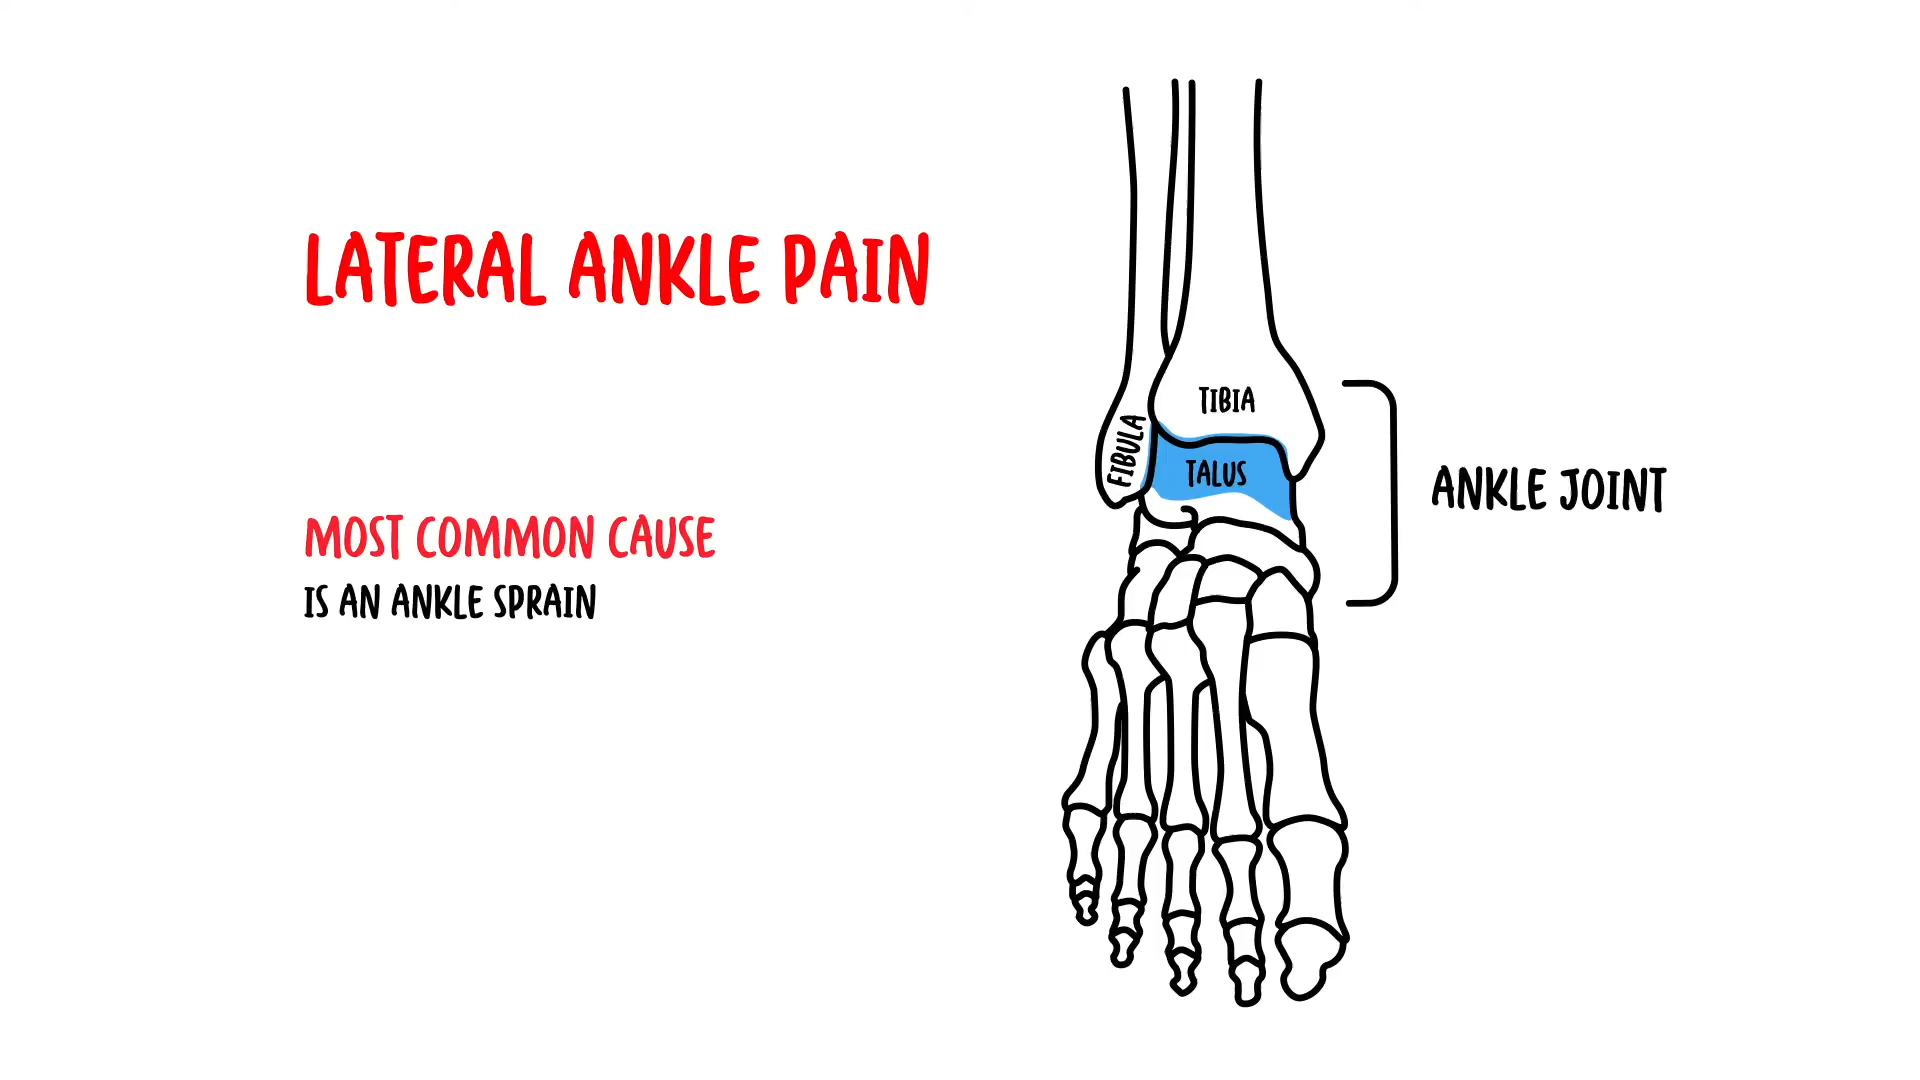 LATERAL ANKLE PAIN
MOST COMMON CAUSE
IS AN ANKLE SPRAIN
TIBIA
FIBULA
TALUS
ANKLE JOINT